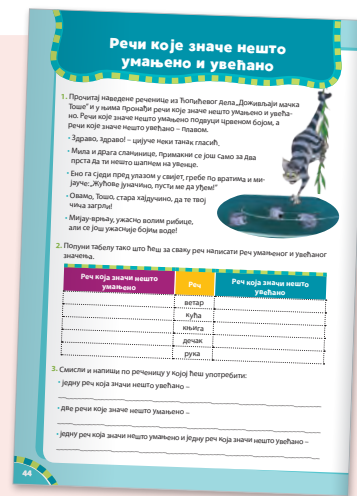 Речи које значе нешто
умањено и увећано
1. Прочитај наведене реченице из Ћопићевог дела „Доживљаји мачка
Тоше” и у њима пронађи речи које значе нешто умањено и увећа-
но. Речи које значе нешто умањено подвуци црвеном бојом, а
речи које значе нешто увећано – плавом.
• Здраво, здраво! – цијуче неки танак гласић.
• Мила и драга сланинице, примакни се још само за два
прста да ти нешто шапнем на увенце.
• Ено га сједи пред улазом у свијет, гребе по вратима и ми-
јауче: „Жућове јуначино, пусти ме да уђем!”
• Овамо, Тошо, стара хајдучино, да те твој
чича загрли!
• Мијау-врњау, ужасно волим рибице,
али се још ужасније бојим воде!
2. Попуни табелу тако што ћеш за сваку реч написати реч умањеног и увећаног
значења.
Реч која значи нешто умањено Реч Реч која значи нешто увећано
ветар
кућа
књига
дечак
рука
3. Смисли и напиши по реченицу у којој ћеш употребити:
• једну реч која значи нешто увећано –
• две речи које значе нешто умањено –
• једну реч која значи нешто умањено и једну реч која значи нешто увећано –
44